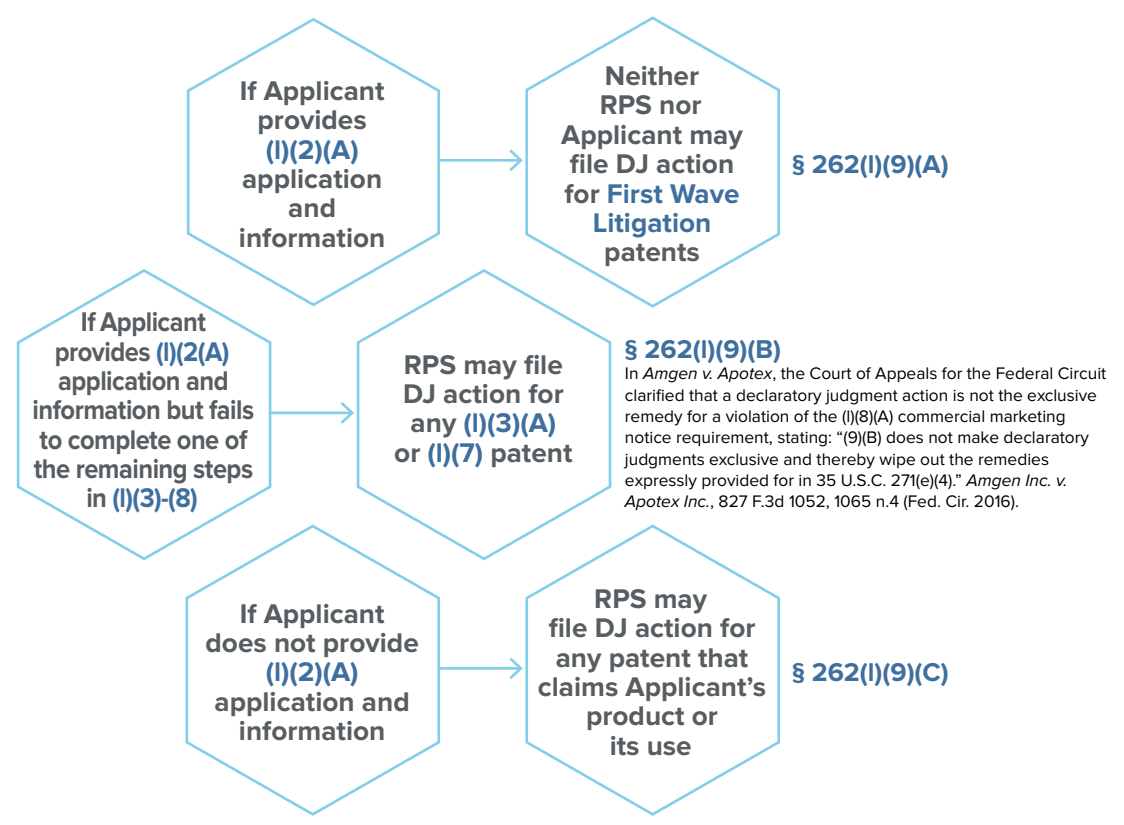 If Applicant
provides
(l)(2)(A)
application
and
information
Neither
RPS nor
Applicant may
file DJ action
for First Wave
Litigation
patents
§ 262(l)(9)(A)
If Applicant
provides (l)(2(A)
application and
information but fails
to complete one of
the remaining steps
in (l)(3)-(8)
RPS may file
DJ action for
any (l)(3)(A)
or (l)(7) patent
§ 262(l)(9)(B)
In Amgen v. Apotex, the Court of Appeals for the Federal Circuit
clarified that a declaratory judgment action is not the exclusive
remedy for a violation of the (l)(8)(A) commercial marketing
notice requirement, stating: “(9)(B) does not make declaratory
judgments exclusive and thereby wipe out the remedies
expressly provided for in 35 U.S.C. 271(e)(4).” Amgen Inc. v.
Apotex Inc., 827 F.3d 1052, 1065 n.4 (Fed. Cir. 2016).
If Applicant
does not provide
(l)(2)(A)
application and
information
RPS may
file DJ action for
any patent that
claims Applicant’s
product or
its use
§ 262(l)(9)(C)